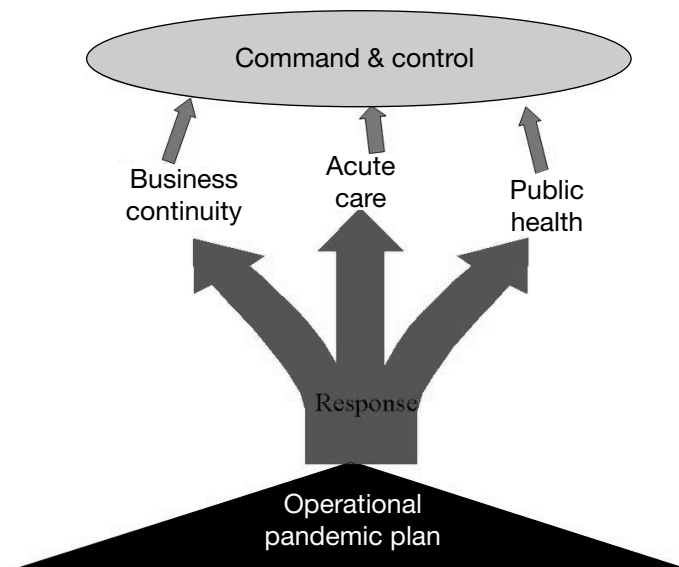 Command & control
Business
continuity
Acute
care
Public
health
Response
Operational
pandemic plan